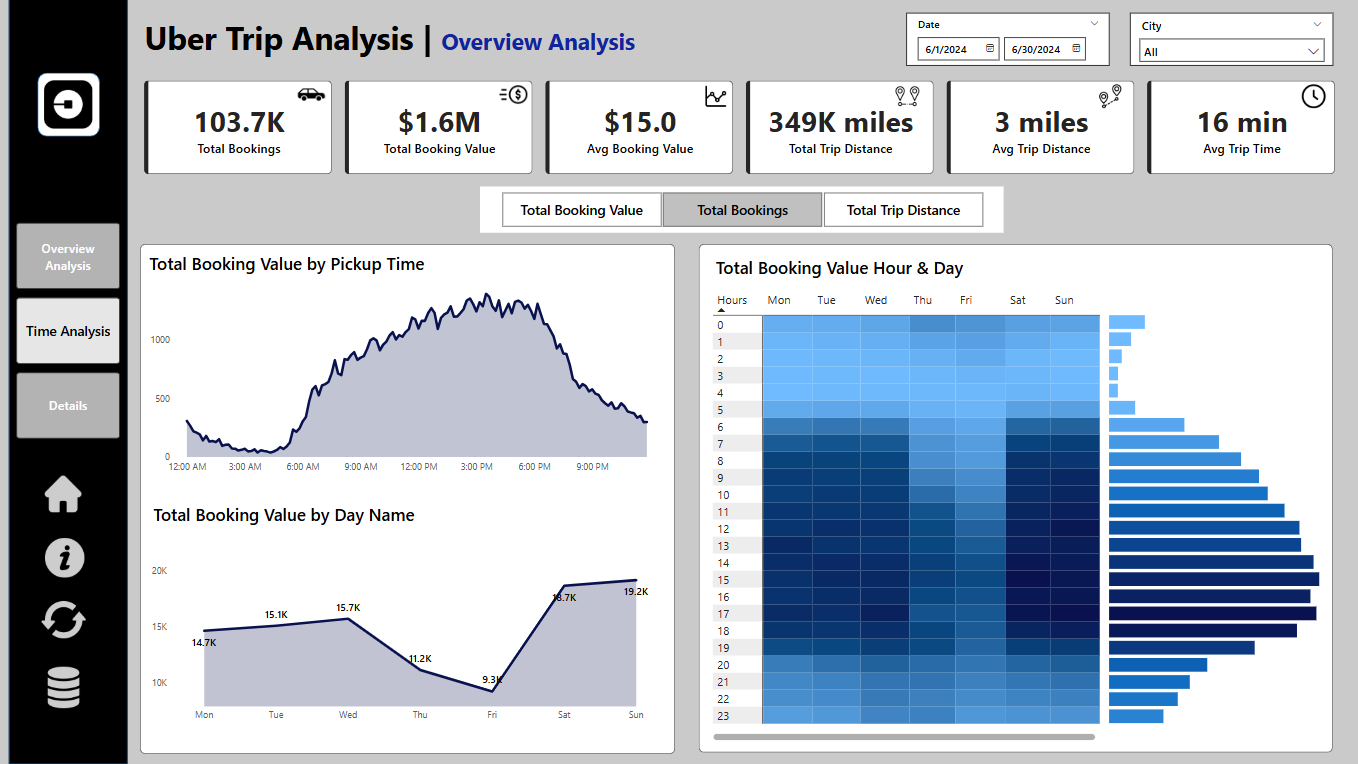 Uber Trip Analysis | Overview Analysis
Date
6/1/2024 6/30/2024
City
All
103.7K
Total Bookings
$1.6M
Total Booking Value
$15.0
Avg Booking Value
349K miles
Total Trip Distance
3 miles
Avg Trip Distance
16 min
Avg Trip Time
Total Booking Value Total Bookings Total Trip Distance
Overview
Analysis
Time Analysis
Details
Total Booking Value by Pickup Time
1000
500
0
12:00 AM 3:00 AM 6:00 AM 9:00 AM 12:00 PM 3:00 PM 6:00 PM 9:00 PM
Total Booking Value by Day Name
20K
15K
10K
14.7K 15.1K 15.7K 11.2K 9.3K 18.7K 19.2K
Mon Tue Wed Thu Fri Sat Sun
Total Booking Value Hour & Day
Hours Mon Tue Wed Thu Fri Sat Sun
0
1
2
3
4
5
6
7
8
9
10
11
12
13
14
15
16
17
18
19
20
21
22
23